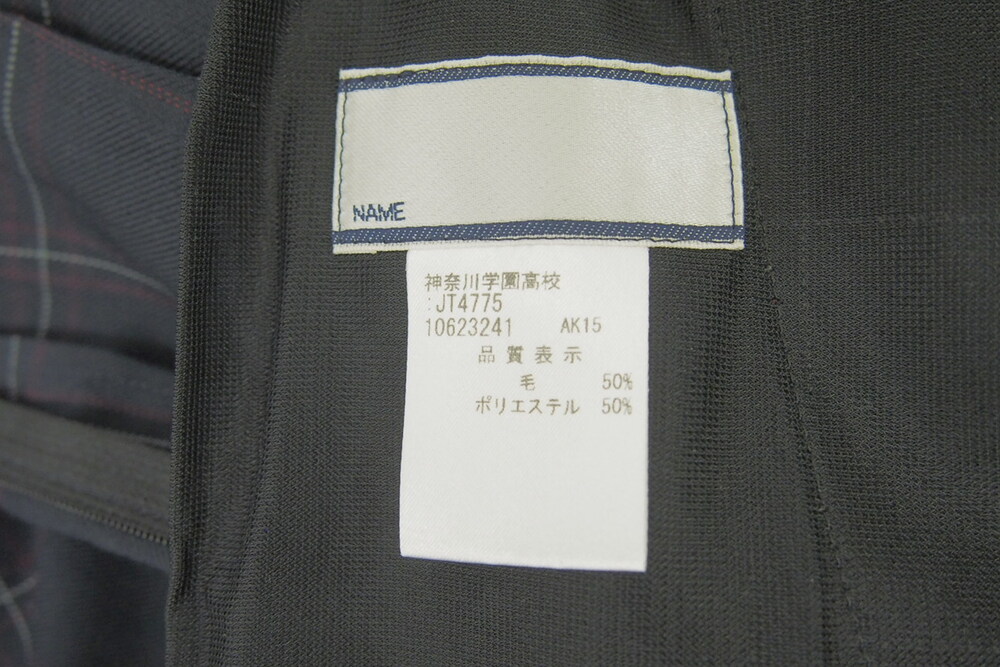 NAME
神奈川学園高校
:JT4775
10623241 AK15
品質表示
毛 50%
ポリエステル 50%